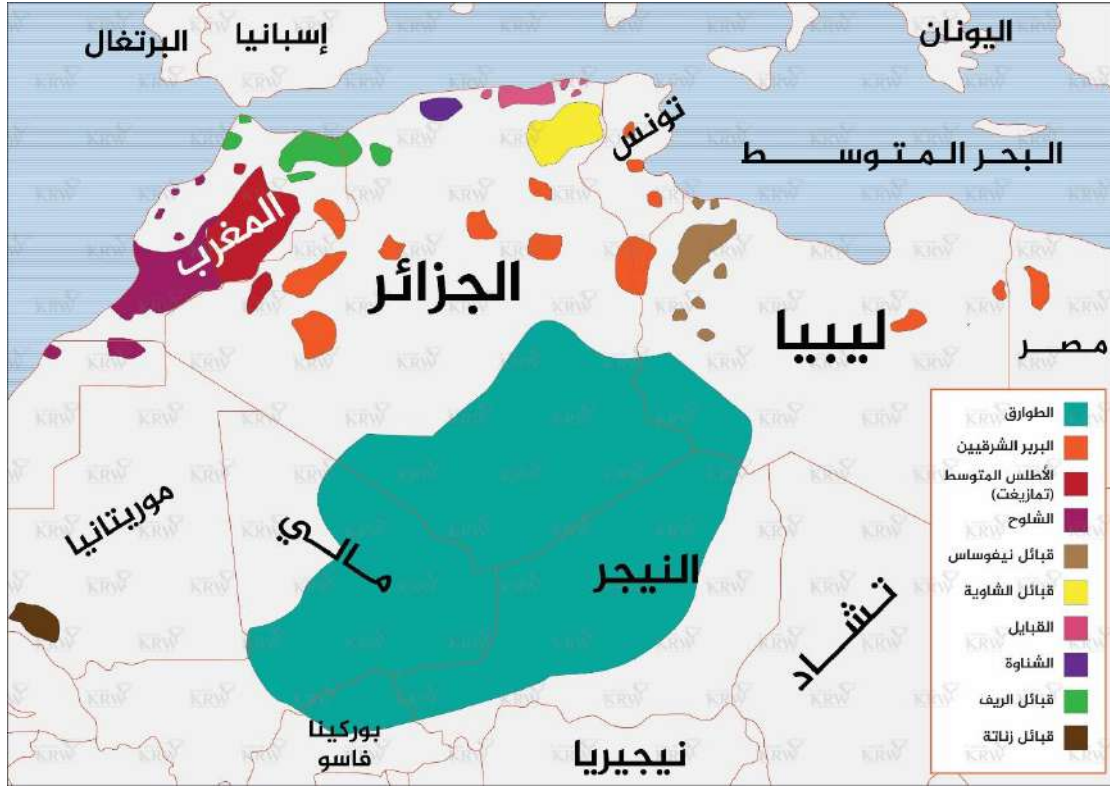 البرتغال
إسبانيا
اليونان
تونس
البحر المتوسط
المغرب
الجزائر
ليبيا
مصر
موريتانيا
مالي
النيجر
تشاد
بوركينا
فاسو
نيجيريا
الطوارق
البربر الشرقيين
الأطلس المتوسط
(تمازيغت)
الشلوح
قبائل نيغوساس
قبائل الشاوية
القبايل
الشناوة
قبائل الريف
قبائل زناتة
KRW